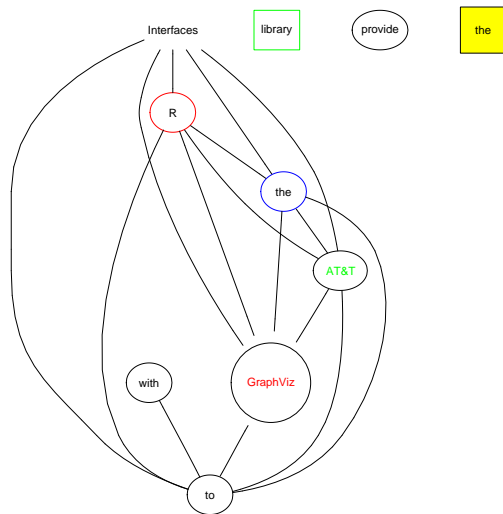 Interfaces
library
provide
the
R
the
AT&T
with
GraphViz
to